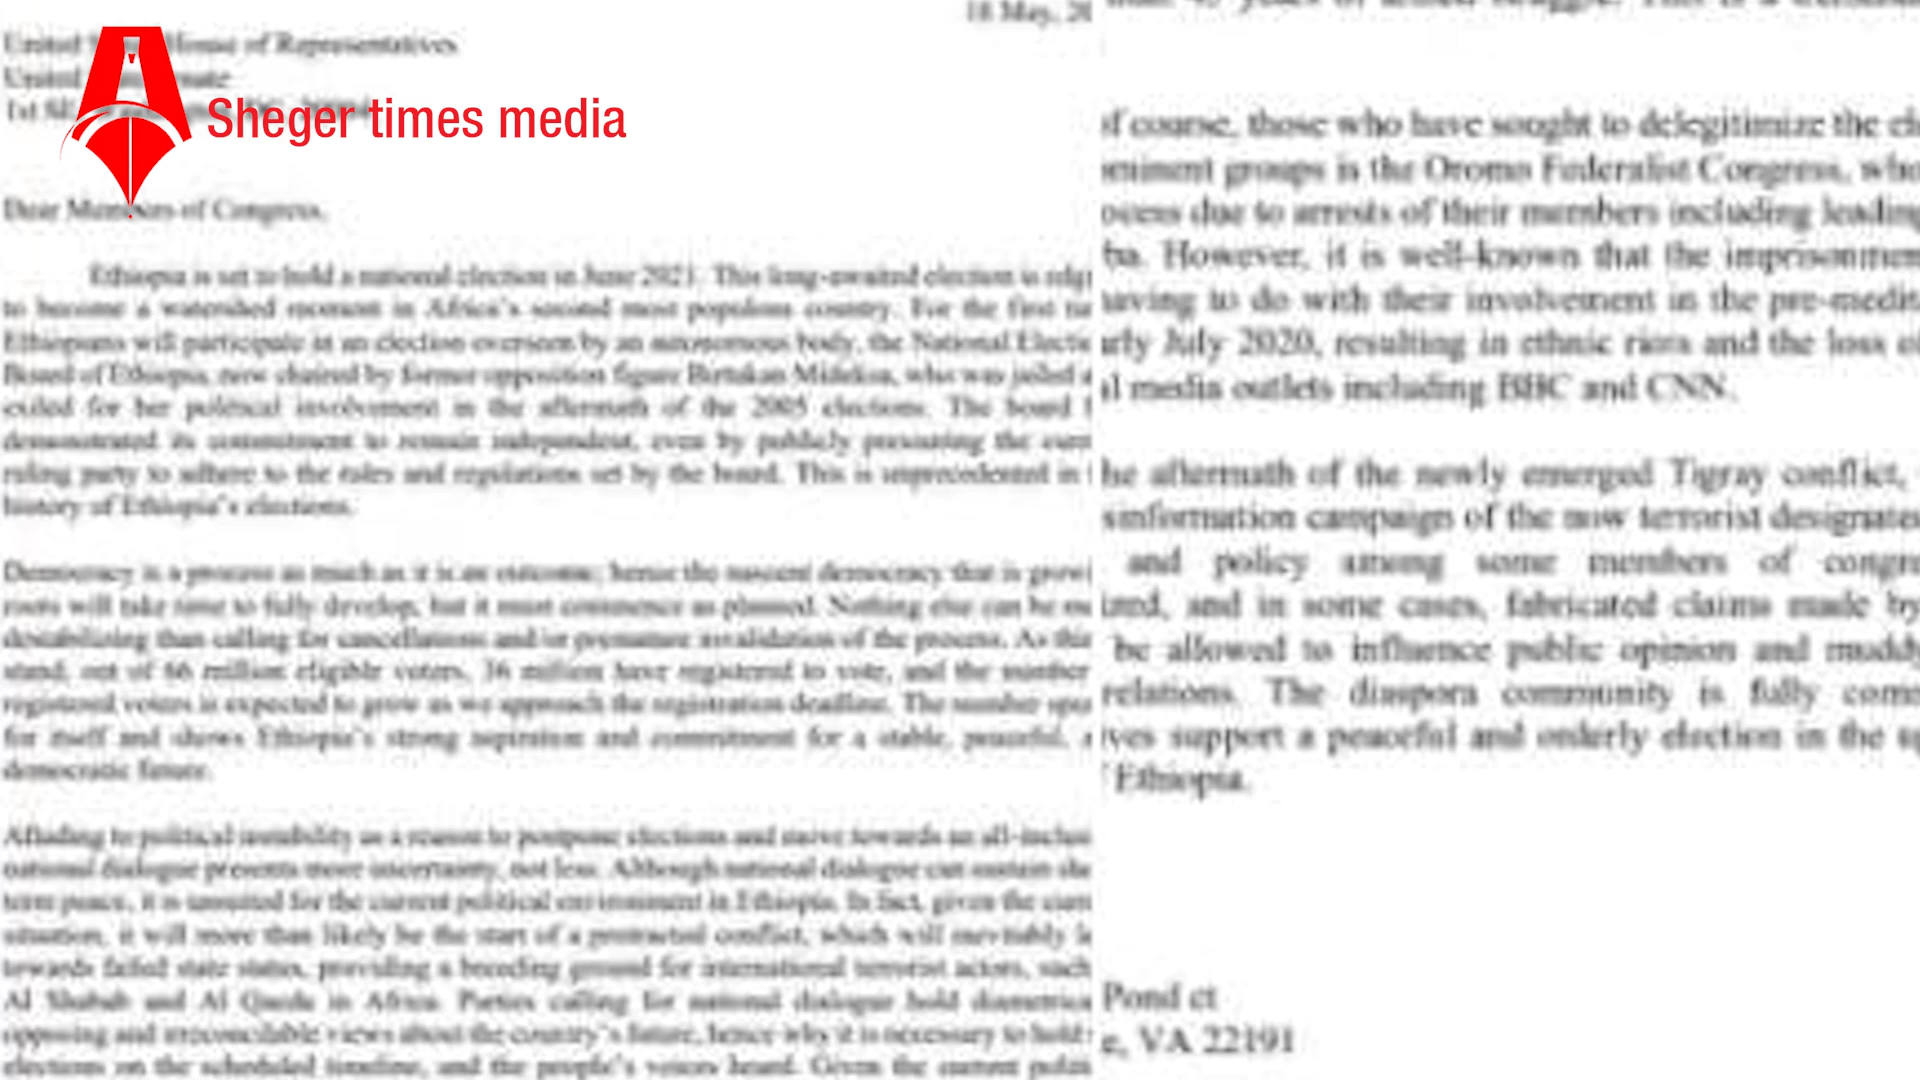 18 May, 20
United House of Representatives
United
1st
Sheger times media
Dear Members of Congress,
Ethiopia is set to hold a national election in June 2021. This long-awaited election is
to become a watershed moment in Africa's second most populous country. For the first
Ethiopians will participate in an election overseen by an autonomous body, the National Electi
Board of Ethiopia, now chaired by former opposition figure Birtukan Mideksa, who was jailed
exiled for her political involvement in the aftermath of the 2005 elections. The board
demonstrated its commitment to remain independent, even by publicly pressuring the
ruling party to adhere to the rules and regulations set by the board. This is unprecedented in
history of Ethiopia's elections.
Democracy is a process as much as it is an outcome; hence the nascent democracy that is
roots will take time to fully develop, but it must commence as planned. Nothing else can be
destabilizing than calling for cancellations and/or premature invalidation of the process. As
stand, out of 66 million eligible voters, 36 million have registered to vote, and the number
registered voters is expected to grow as we approach the registration deadline. The number
for itself and shows Ethiopia's strong aspiration and commitment for a stable, peaceful,
democratic future.
Alluding to political instability as a reason to postpone elections and move towards an
national dialogue presents more uncertainty, not less. Although national dialogue can sustain
term peace, it is unsuited for the current political environment in Ethiopia. In fact, given the
situation, it will more than likely be the start of a protracted conflict, which will inevitably
towards failed state status, providing a breeding ground for international terrorist actors, such
Al Shabab and Al Qaeda in Africa. Parties calling for national dialogue hold
opposing and irreconcilable views about the country's future, hence why it is necessary to hold
elections on the scheduled timeline, and the people's voices heard. Given the current
years of armed struggle. This is a
of course, those who have sought to delegitimize the
ominent groups is the Oromo Federalist Congress, who
ocess due to arrests of their members including leading
ba. However, it is well-known that the imprisonmen
aving to do with their involvement in the
rly July 2020, resulting in ethnic riots and the loss
l media outlets including BBC and CNN.
he aftermath of the newly emerged Tigray conflict,
sinformation campaign of the now terrorist designated
and policy among some members of congre
ized, and in some cases, fabricated claims made by
be allowed to influence public opinion and muddy
relations. The diaspora community is fully
ves support a peaceful and orderly election in the
Ethiopia.
Pond ct
e, VA 22191